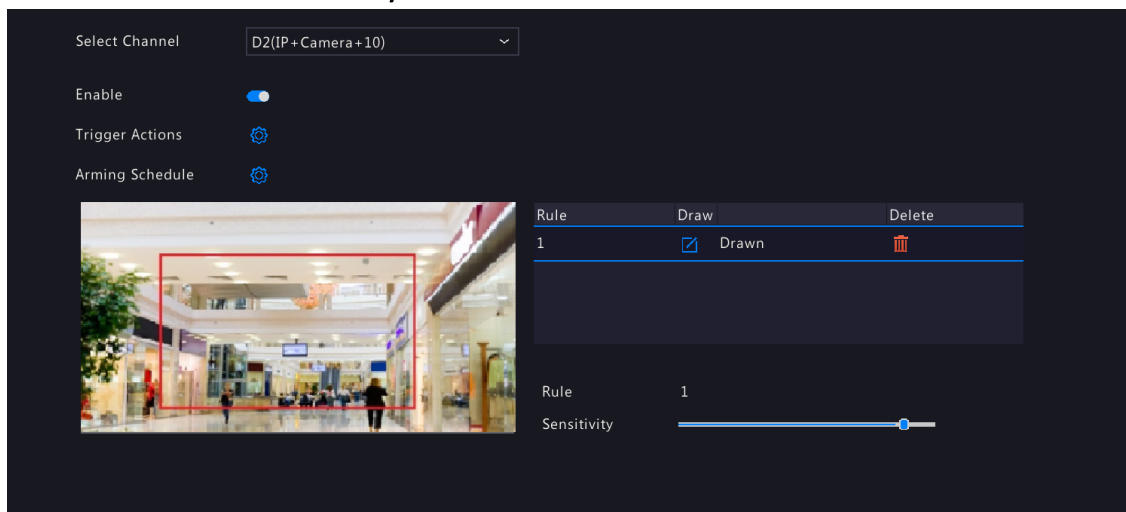 Select Channel D2(IP+Camera+10)
Enable
Trigger Actions
Arming Schedule
Rule Draw Delete
1 Drawn
Rule 1
Sensitivity